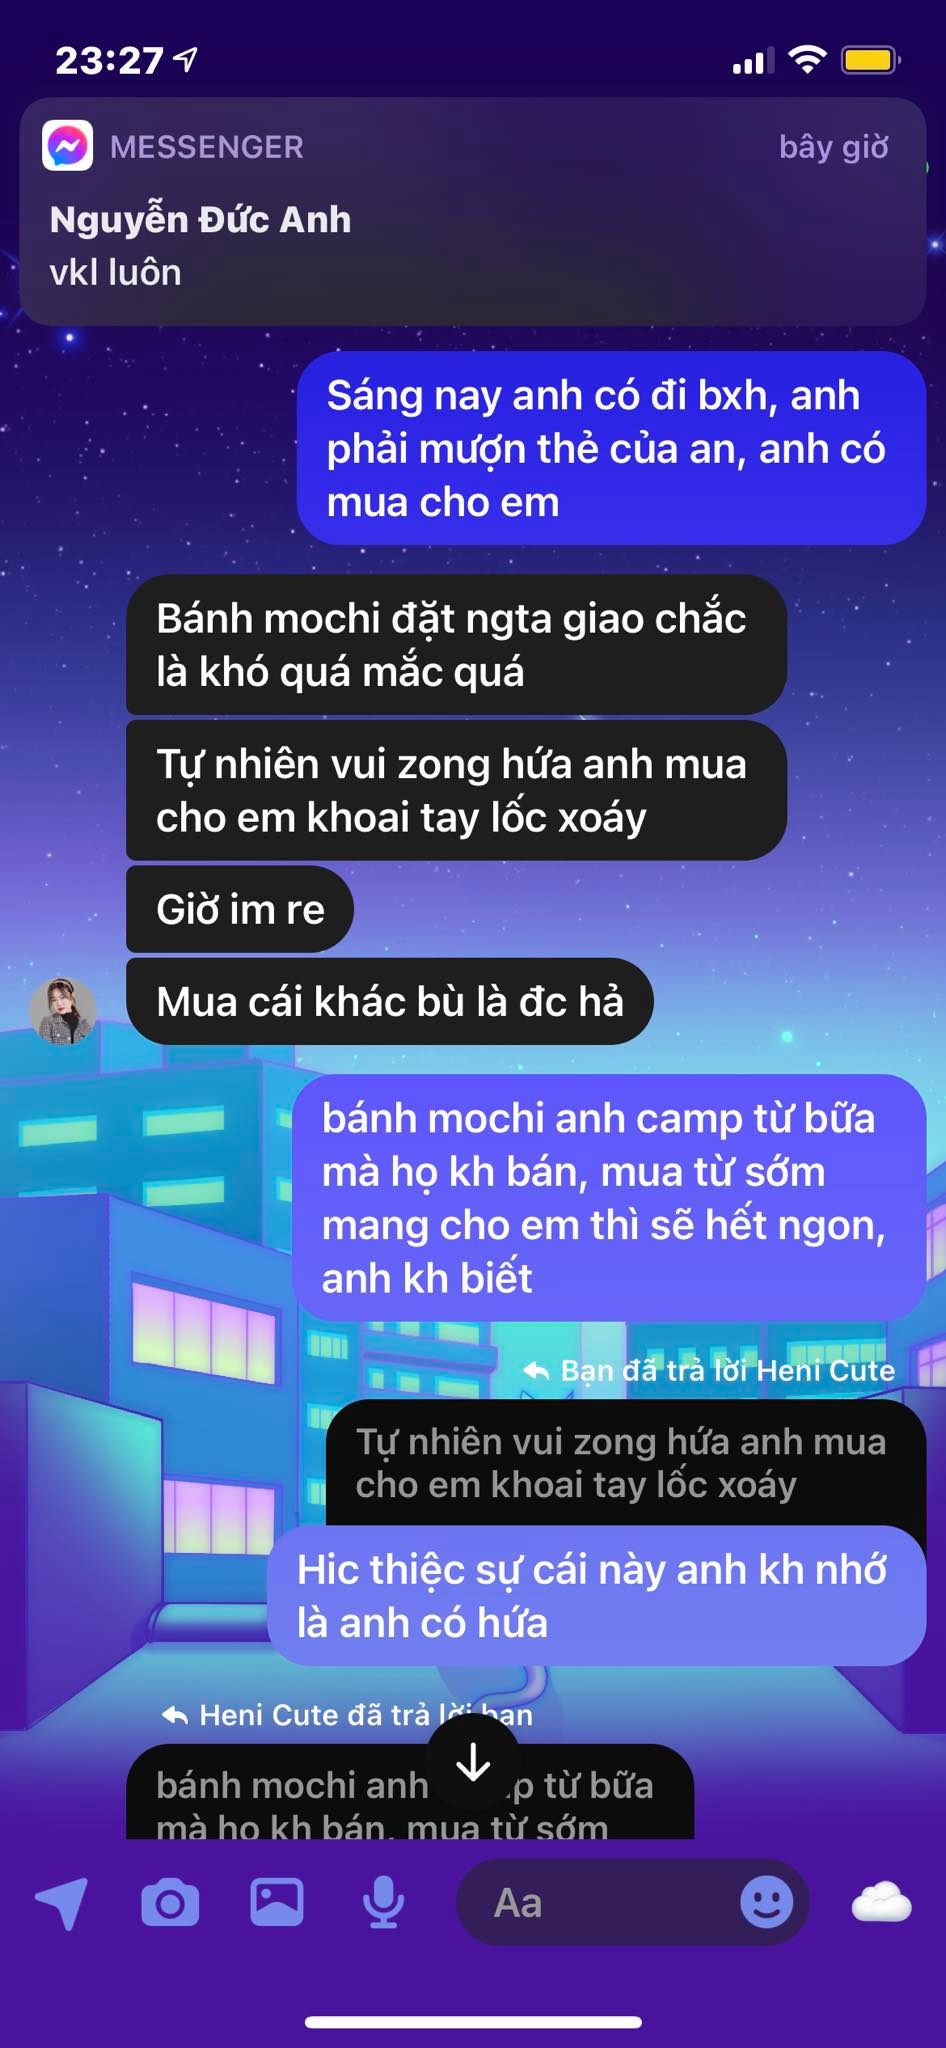 23:27
MESSENGER
bây giờ
Nguyễn Đức Anh
vkl luôn
Sáng nay anh có đi bxh, anh
phải mượn thẻ của an, anh có
mua cho em
Bánh mochi đặt ngta giao chắc
là khó quá mắc quá
Tự nhiên vui zong hứa anh mua
cho em khoai tay lốc xoáy
Giờ im re
Mua cái khác bù là đc hả
bánh mochi anh camp từ bữa
mà họ kh bán, mua từ sớm
mang cho em thì sẽ hết ngon,
anh kh biết
Bạn đã trả lời Heni Cute
Tự nhiên vui zong hứa anh mua
cho em khoai tay lốc xoáy
Hic thiệc sự cái này anh kh nhớ
là anh có hứa
Heni Cute đã trả lời bạn
bánh mochi anh từ bữa
mà họ kh bán, mua từ sớm
Aa